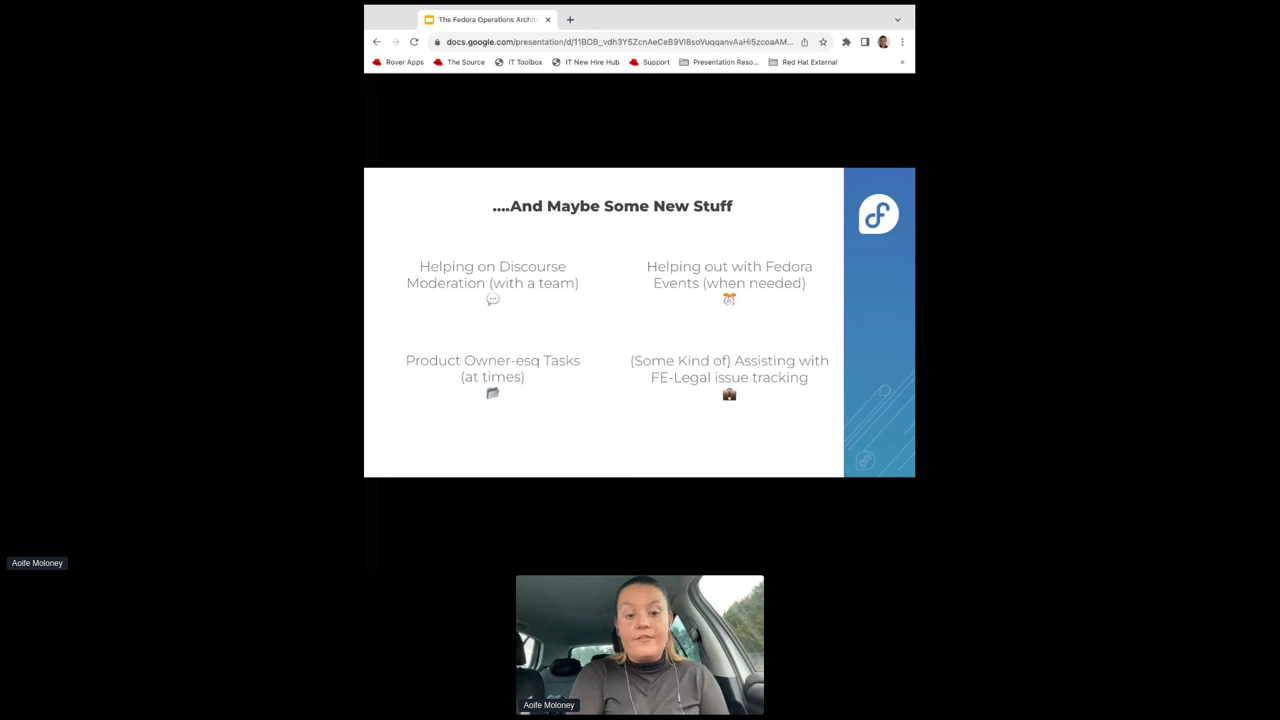 The Fedora Operations Archite
docs.google.com/presentation/d/11BOB_vdh3Y5ZcnAeCeB9Vl8soVuqqanvAaHi5zcoaAM...
Rover Apps
The Source
IT Toolbox
IT New Hire Hub
Support
Presentation Reso...
Red Hat External
»
....And Maybe Some New Stuff
Helping on Discourse
Moderation (with a team)
Helping out with Fedora
Events (when needed)
Product Owner-esq Tasks
(at times)
(Some Kind of) Assisting with
FE-Legal issue tracking
Aoife Moloney
Aoife Moloney